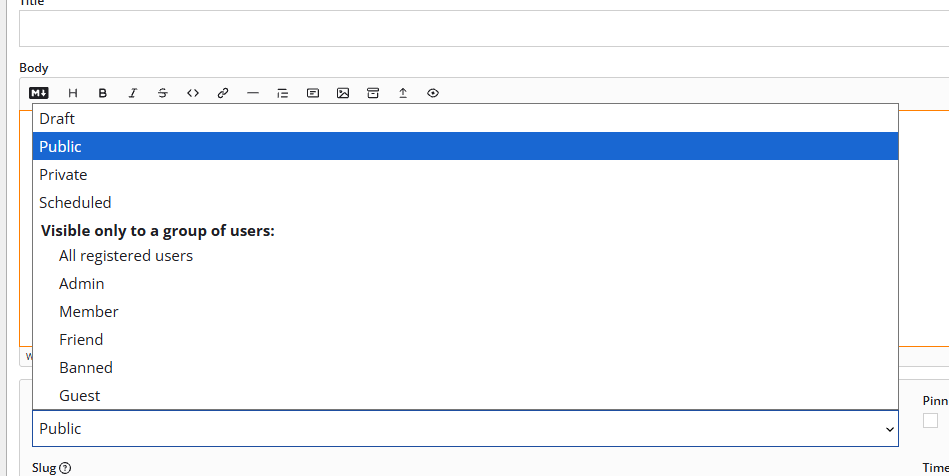 Title
Body
M↓ H B I S
Draft
Public
Private
Scheduled
Visible only to a group of users:
All registered users
Admin
Member
Friend
Banned
Guest
Pinn
Public
Slug ?
Time